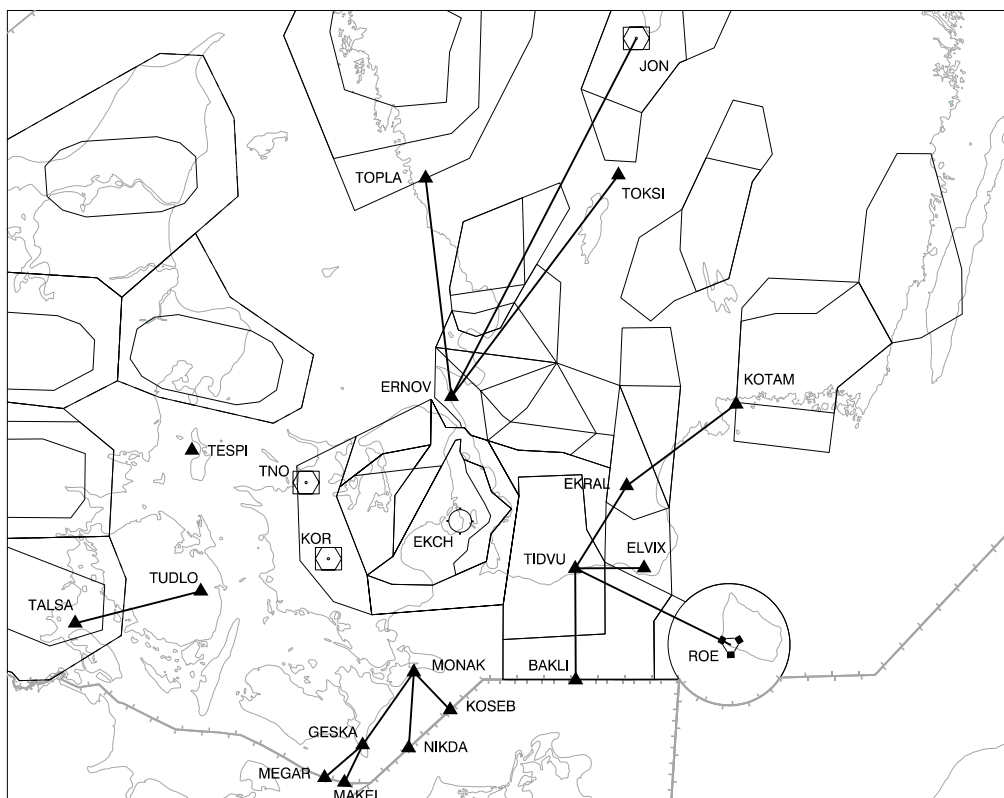 JON
TOPLA
TOKSI
ERNOV
KOTAM
TESPI
TNO
EKRAL
KOR
EKCH
TIDVU
ELVIX
TUDLO
TALSA
ROE
BAKLI
MONAK
KOSEB
GESKA
NIKDA
MEGAR